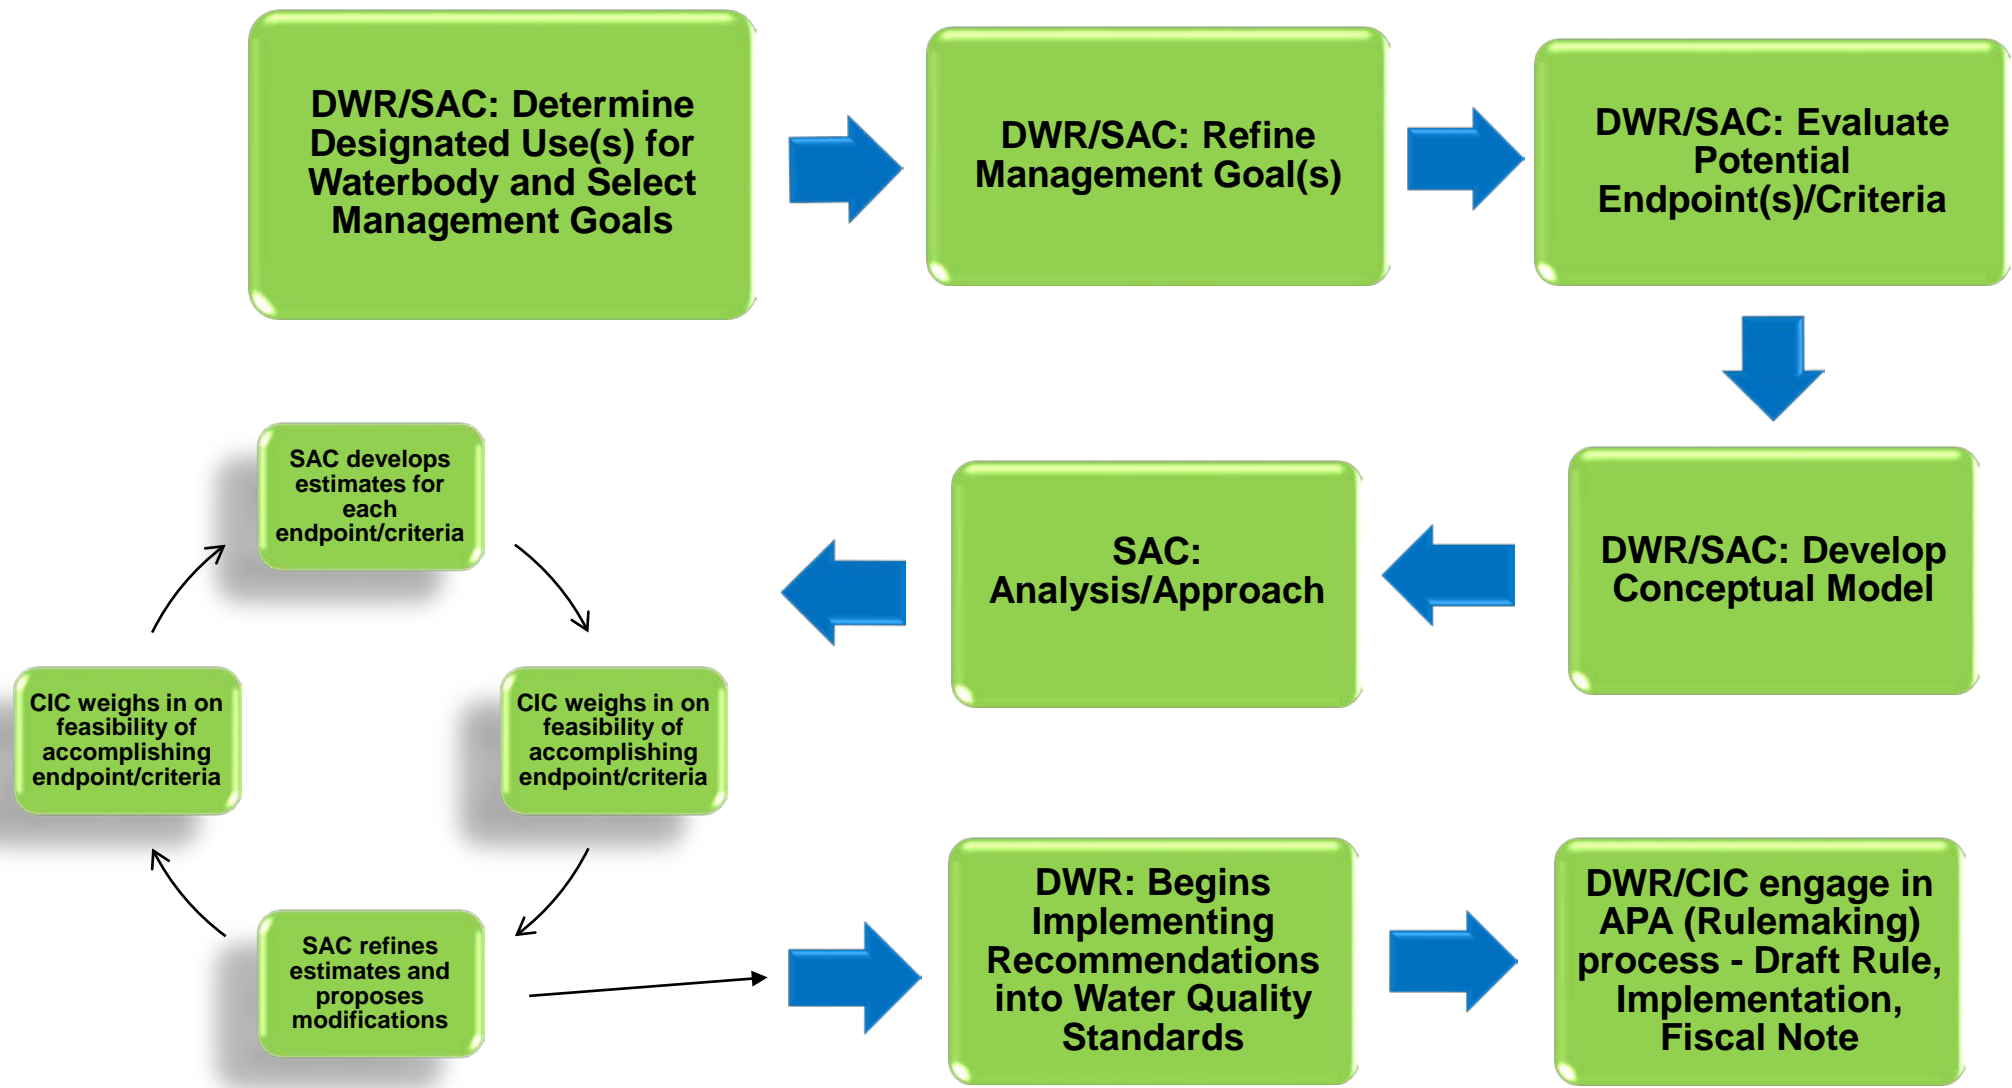 DWR/SAC: Determine
Designated Use(s) for
Waterbody and Select
Management Goals
DWR/SAC: Refine
Management Goal(s)
DWR/SAC: Evaluate
Potential
Endpoint(s)/Criteria
DWR/SAC: Develop
Conceptual Model
SAC:
Analysis/Approach
SAC develops
estimates for
each
endpoint/criteria
CIC weighs in on
feasibility of
accomplishing
endpoint/criteria
SAC refines
estimates and
proposes
modifications
CIC weighs in on
feasibility of
accomplishing
endpoint/criteria
DWR: Begins
Implementing
Recommendations
into Water Quality
Standards
DWR/CIC engage in
APA (Rulemaking)
process - Draft Rule,
Implementation,
Fiscal Note